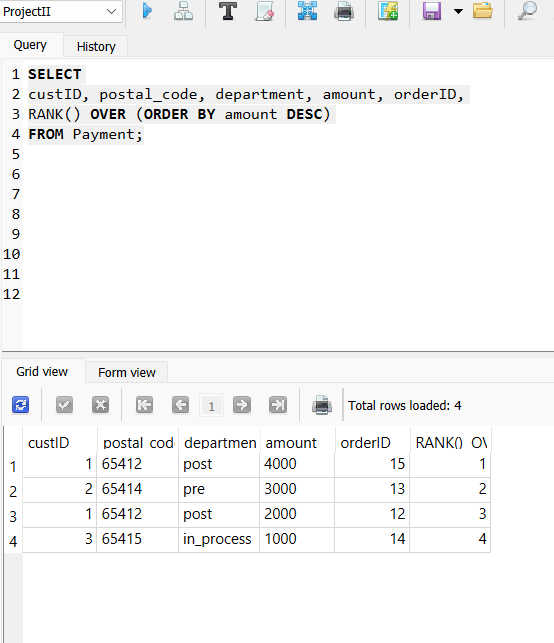 ProjectII
Query History
1 SELECT
2 custID, postal_code, department, amount, orderID,
3 RANK() OVER (ORDER BY amount DESC)
4 FROM Payment;
5
6
7
8
9
10
11
12
Grid view Form view
1 Total rows loaded: 4
custID postal_cod departmen amount orderID RANK() OV
1 1 65412 post 4000 15 1
2 2 65414 pre 3000 13 2
3 1 65412 post 2000 12 3
4 3 65415 in_process 1000 14 4